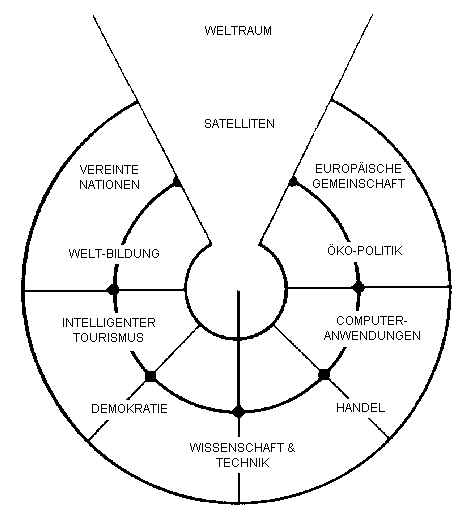 WELTRAUM
SATELLITEN
VEREINTE
NATIONEN
EUROPÄISCHE
GEMEINSCHAFT
WELT-BILDUNG
ÖKO-POLITIK
INTELLIGENTER
TOURISMUS
COMPUTER-
ANWENDUNGEN
DEMOKRATIE
HANDEL
WISSENSCHAFT &
TECHNIK